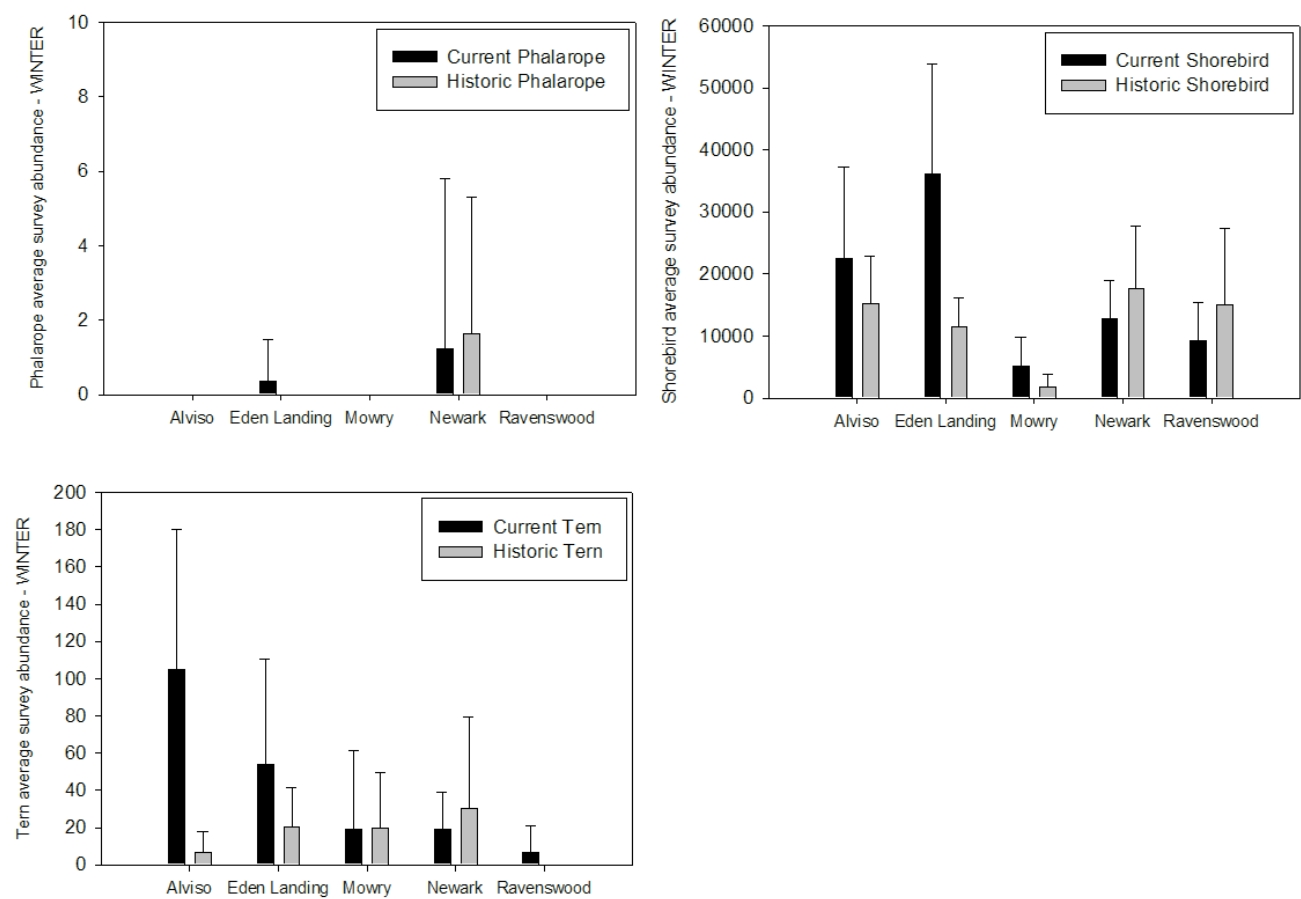 Phalarope average survey abundance - WINTER
10
8
6
4
2
0
Current Phalarope
Historic Phalarope
Alviso Eden Landing Mowry Newark Ravenswood
Shorebird average survey abundance - WINTER
60000
50000
40000
30000
20000
10000
0
Current Shorebird
Historic Shorebird
Alviso Eden Landing Mowry Newark Ravenswood
Tern average survey abundance - WINTER
200
180
160
140
120
100
80
60
40
20
0
Current Tern
Historic Tern
Alviso Eden Landing Mowry Newark Ravenswood